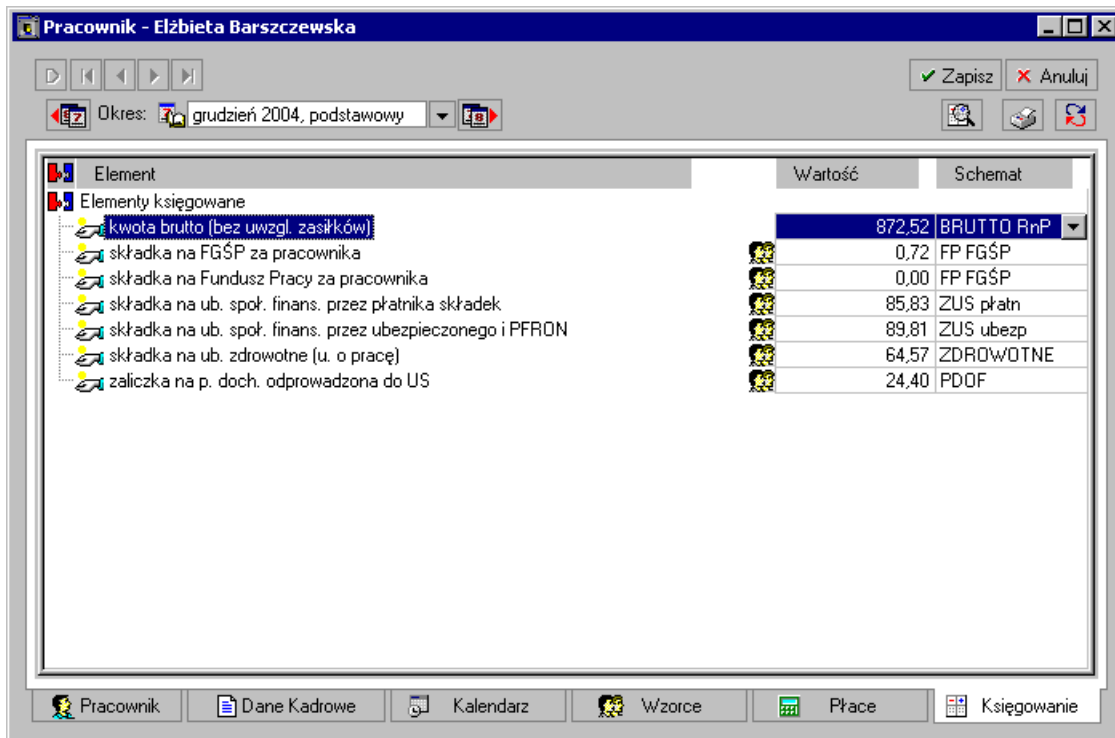 Pracownik - Elżbieta Barszczewska
Zapisz Anuluj
Okres: grudzień 2004, podstawowy
Element Wartość Schemat
Elementy księgowane
kwota brutto (bez uwzgl. zasiłków) 872,52 BRUTTO RnP
składka na FGŚP za pracownika 0,72 FP FGŚP
składka na Fundusz Pracy za pracownika 0,00 FP FGŚP
składka na ub. społ. finans. przez płatnika składek 85,83 ZUS płatn
składka na ub. społ. finans. przez ubezpieczonego i PFRON 89,81 ZUS ubezp
składka na ub. zdrowotne (u. o pracę) 64,57 ZDROWOTNE
zaliczka na p. doch. odprowadzona do US 24,40 PDOF
Pracownik Dane Kadrowe Kalendarz Wzorce Płace Księgowanie